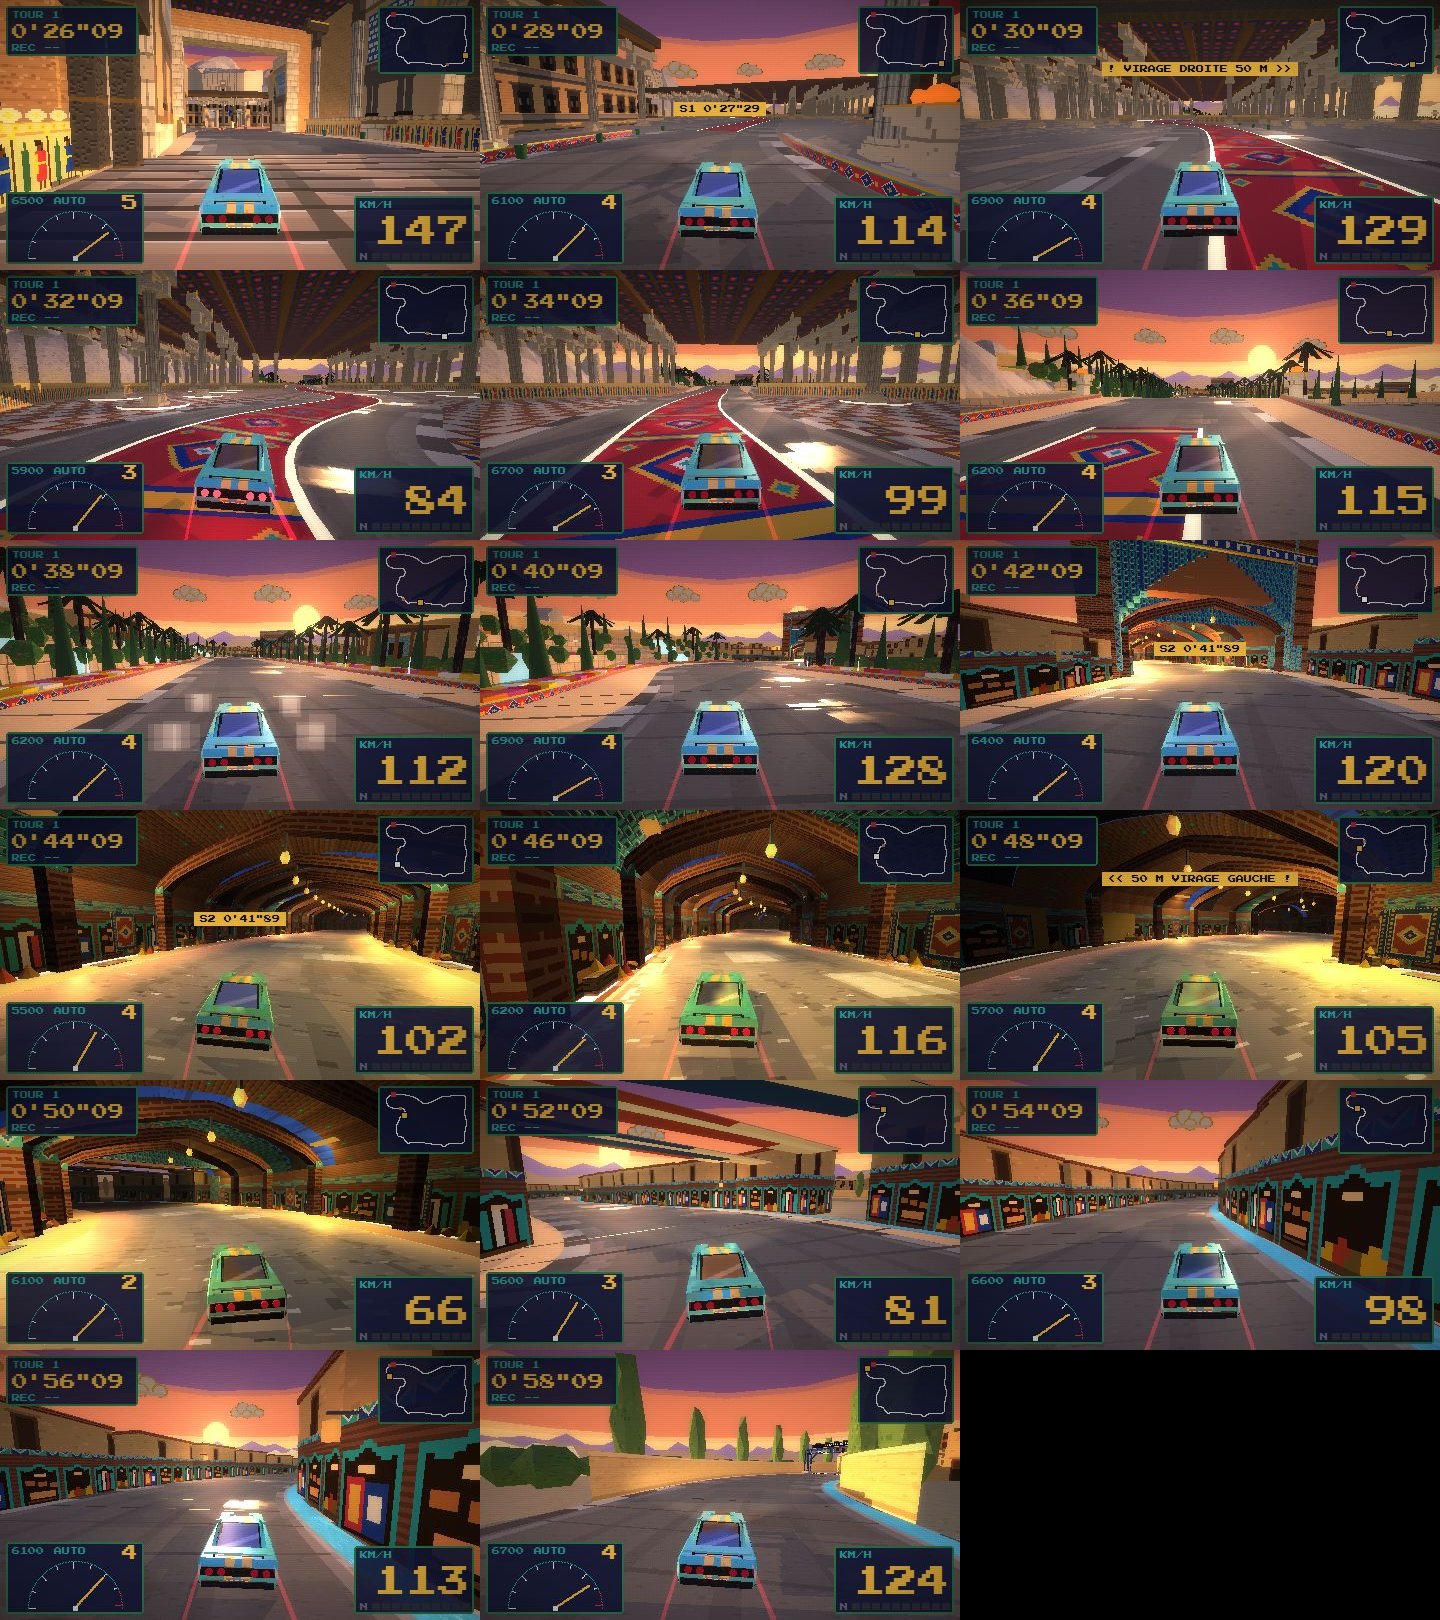 TOUR 1
0'26"09
REC --
6500 AUTO 5
KM/H
147
N
TOUR 1
0'28"09
REC --
S1 0'27"29
6100 AUTO 4
KM/H
114
N
TOUR 1
0'30"09
REC --
! VIRAGE DROITE 50 M >>
6900 AUTO 4
KM/H
129
N
TOUR 1
0'32"09
REC --
5900 AUTO 3
KM/H
84
N
TOUR 1
0'34"09
REC --
6700 AUTO 3
KM/H
99
N
TOUR 1
0'36"09
REC --
6200 AUTO 4
KM/H
115
N
TOUR 1
0'38"09
REC --
6200 AUTO 4
KM/H
112
N
TOUR 1
0'40"09
REC --
6900 AUTO 4
KM/H
128
N
TOUR 1
0'42"09
REC --
S2 0'41"89
6400 AUTO 4
KM/H
120
N
TOUR 1
0'44"09
REC --
S2 0'41"89
5500 AUTO 4
KM/H
102
N
TOUR 1
0'46"09
REC --
6200 AUTO 4
KM/H
116
N
TOUR 1
0'48"09
REC --
<< 50 M VIRAGE GAUCHE !
5700 AUTO 4
KM/H
105
N
TOUR 1
0'50"09
REC --
6100 AUTO 2
KM/H
66
N
TOUR 1
0'52"09
REC --
5600 AUTO 3
KM/H
81
N
TOUR 1
0'54"09
REC --
6600 AUTO 3
KM/H
98
N
TOUR 1
0'56"09
REC --
6100 AUTO 4
KM/H
113
N
TOUR 1
0'58"09
REC --
6700 AUTO 4
KM/H
124
N